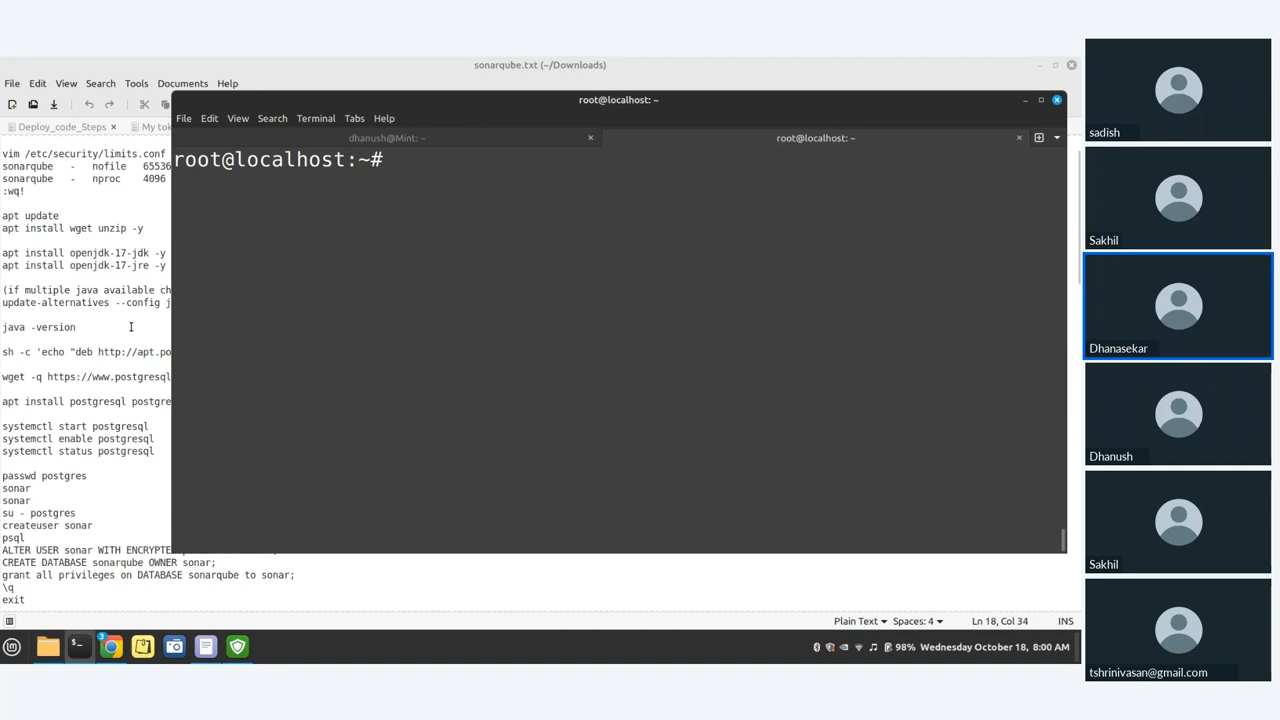 sonarqube.txt (~/Downloads)
File Edit View Search Tools Documents Help
Deploy_code_Steps
My tok
vim /etc/security/limits.conf
sonarqube - nofile 65536
sonarqube - nproc 4096
:wq!
apt update
apt install wget unzip -y
apt install openjdk-17-jdk -y
apt install openjdk-17-jre -y
(if multiple java available ch
update-alternatives --config j
java -version
sh -c 'echo "deb http://apt.po
wget -q https://www.postgresql
apt install postgresql postgre
systemctl start postgresql
systemctl enable postgresql
systemctl status postgresql
passwd postgres
sonar
sonar
su - postgres
createuser sonar
psql
ALTER USER sonar WITH ENCRYPTE
CREATE DATABASE sonarqube OWNER sonar;
grant all privileges on DATABASE sonarqube to sonar;
\q
exit
root@localhost: ~
File Edit View Search Terminal Tabs Help
dhanush@Mint: ~
root@localhost: ~
root@localhost:~#
Plain Text Spaces: 4 Ln 18, Col 34 INS
3
98% Wednesday October 18, 8:00 AM
sadish
Sakhil
Dhanasekar
Dhanush
Sakhil
tshrinivasan@gmail.com